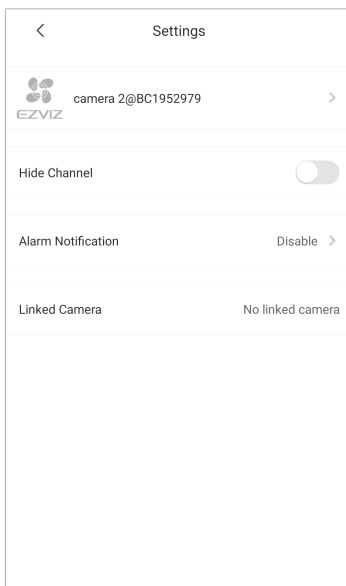 Settings
EZVIZ
camera 2@BC1952979
Hide Channel
Alarm Notification Disable
Linked Camera No linked camera